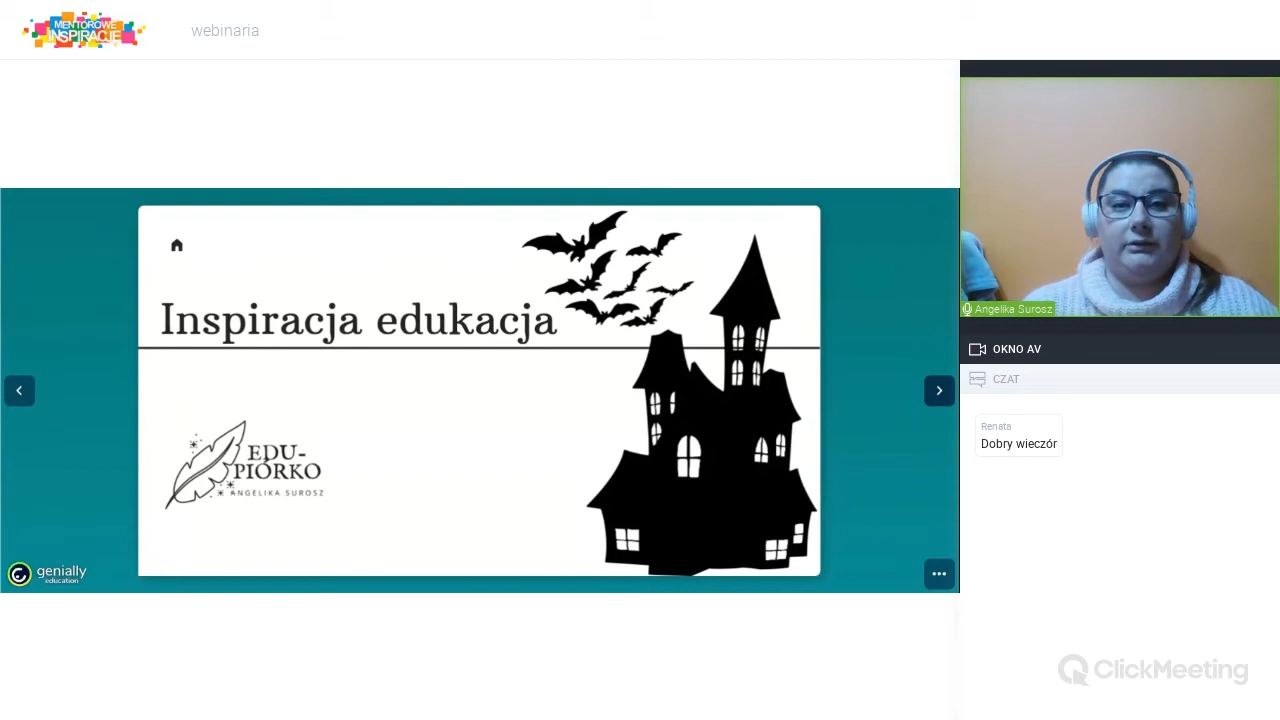 MENTOROWE
INSPIRACJE
webinaria
Inspiracja edukacja
EDU-
PIÓRKO
ANGELIKA SUROSZ
genially
education
Angelika Surosz
OKNO AV
CZAT
Renata
Dobry wieczór
ClickMeeting